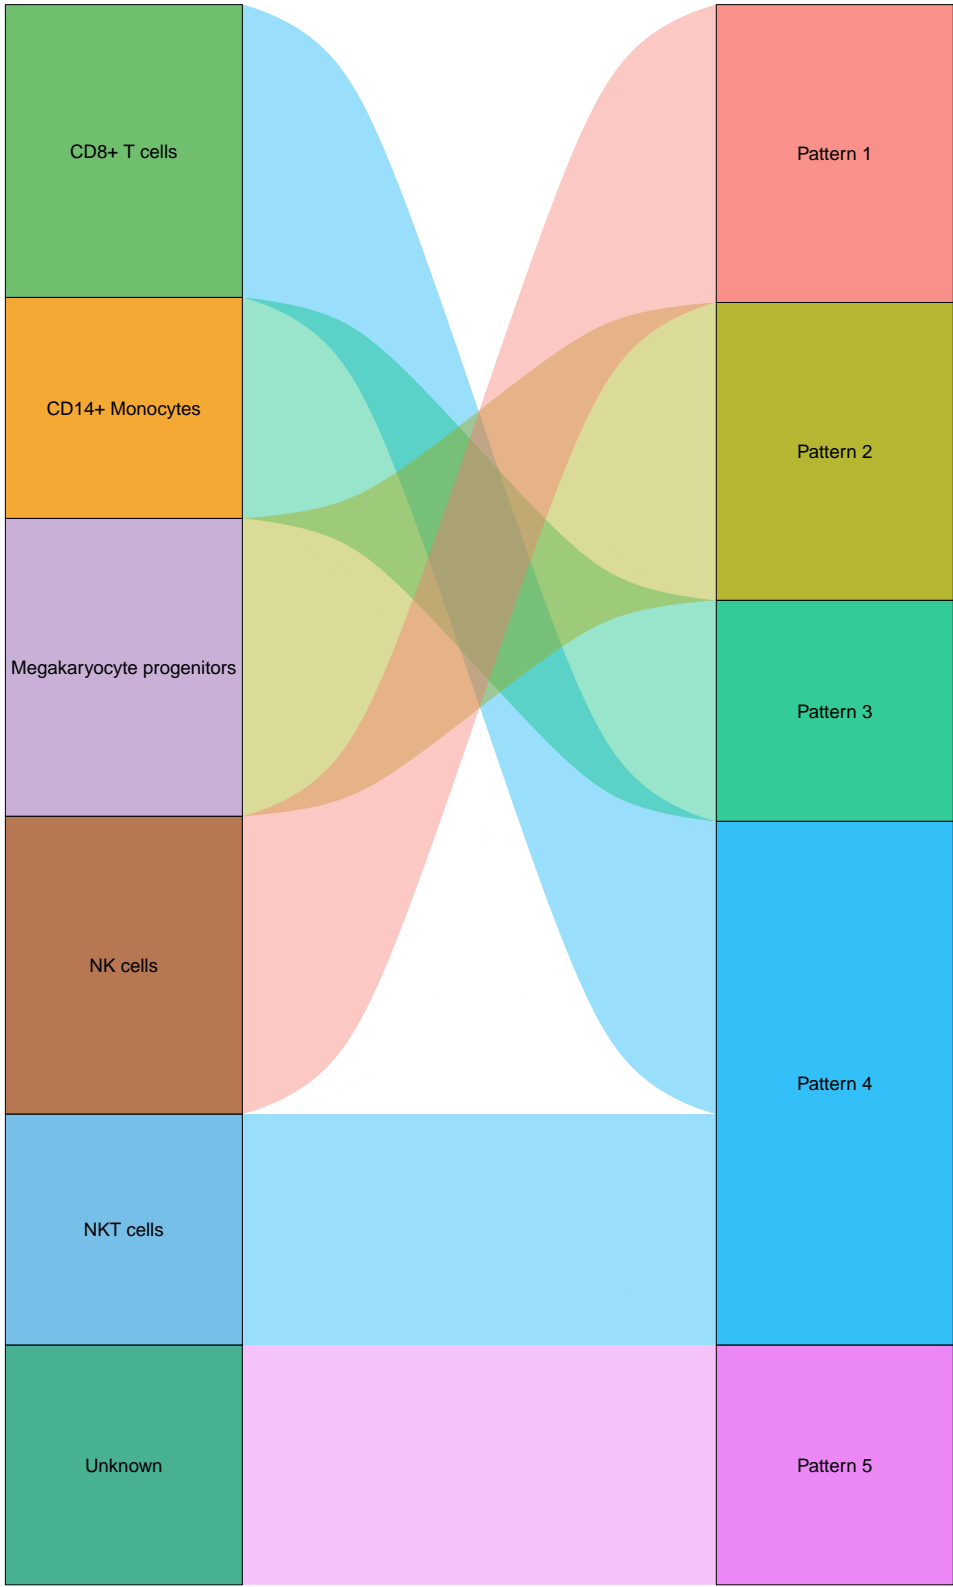 CD8+ T cells
CD14+ Monocytes
Megakaryocyte progenitors
NK cells
NKT cells
Unknown
Pattern 1
Pattern 2
Pattern 3
Pattern 4
Pattern 5